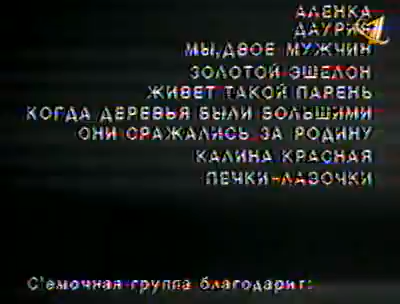 АЛЕНКА
ДАУРИЯ
МЫ,ДВОЕ МУЖЧИН
ЗОЛОТОЙ ЭШЕЛОН
ЖИВЕТ ТАКОЙ ПАРЕНЬ
КОГДА ДЕРЕВЬЯ БЫЛИ БОЛЬШИМИ
ОНИ СРАЖАЛИСЬ ЗА РОДИНУ
КАЛИНА КРАСНАЯ
ПЕЧКИ-ЛАВОЧКИ
С'емочная группа благодарит: